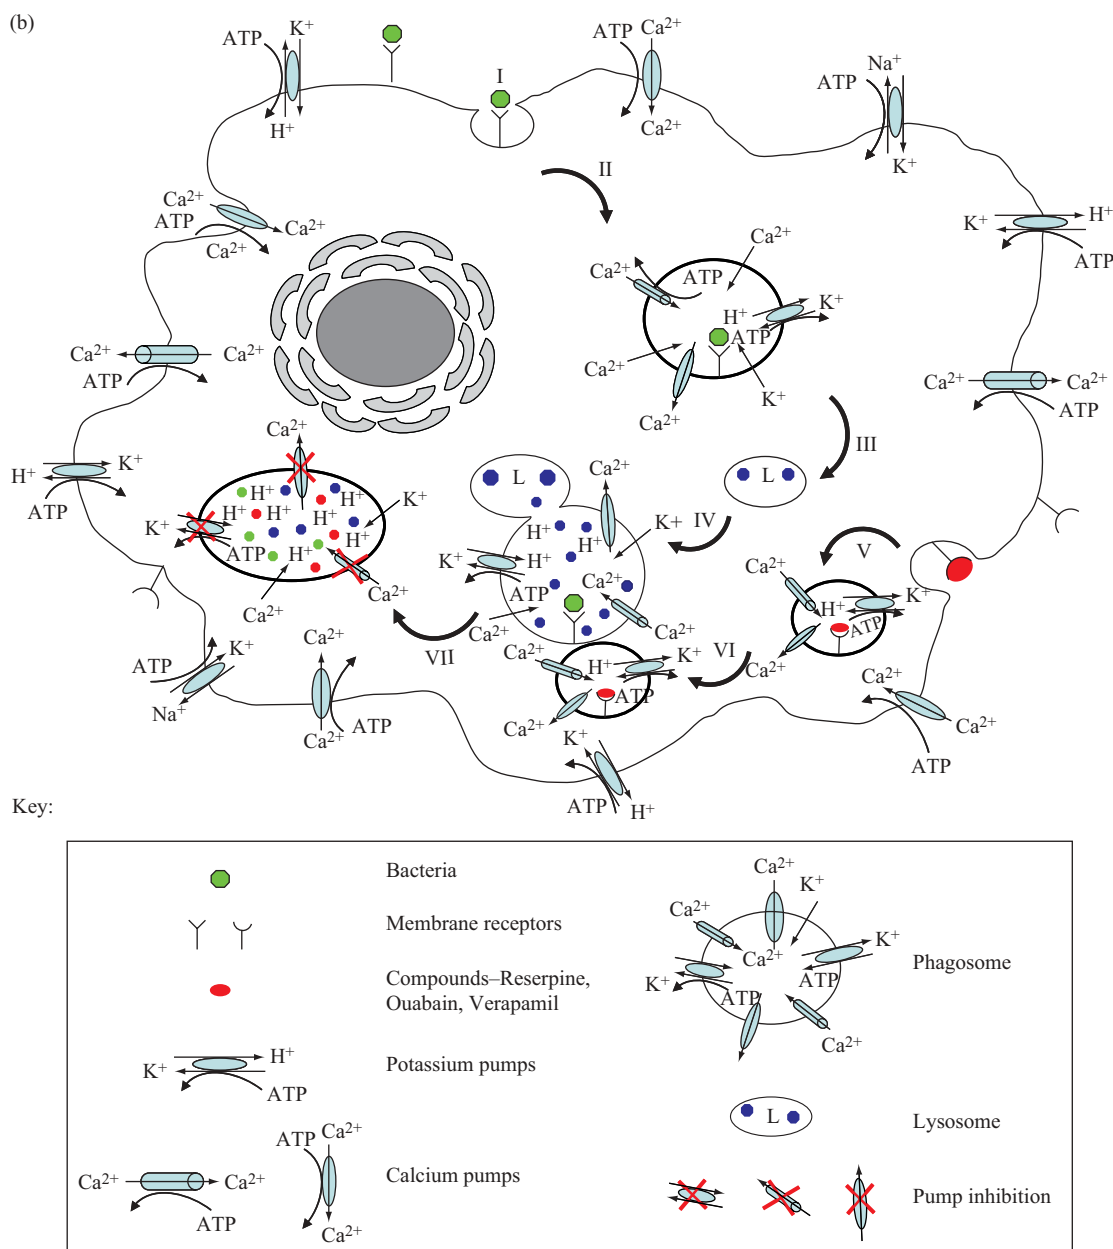 (b)
K⁺
ATP
H⁺
I
ATP
Ca²⁺
Ca²⁺
Na⁺
ATP
K⁺
II
Ca²⁺
ATP
Ca²⁺
Ca²⁺
K⁺
H⁺
ATP
Ca²⁺
Ca²⁺
ATP
H⁺
K⁺
ATP
Ca²⁺
Ca²⁺
K⁺
Ca²⁺
Ca²⁺
ATP
Ca²⁺
Ca²⁺
ATP
III
H⁺
K⁺
ATP
Ca²⁺
H⁺
H⁺
H⁺
H⁺
H⁺
H⁺
H⁺
K⁺
K⁺
ATP
Ca²⁺
Ca²⁺
L
Ca²⁺
L
H⁺
H⁺
K+
IV
K⁺
H⁺
ATP
Ca²⁺
Ca²⁺
Ca²⁺
V
Ca²⁺
H⁺
K⁺
ATP
Ca²⁺
VII
VI
Ca²⁺
H⁺
K⁺
ATP
Ca²⁺
ATP
K⁺
Na⁺
Ca²⁺
Ca²⁺
ATP
K⁺
ATP
H⁺
Ca²⁺
Ca²⁺
ATP
Key:
Bacteria
Membrane receptors
Compounds–Reserpine,
Ouabain, Verapamil
K⁺
H⁺
ATP
Potassium pumps
Ca²⁺
Ca²⁺
ATP
ATP
Ca²⁺
Ca²⁺
Calcium pumps
Ca²⁺
K⁺
Ca²⁺
K⁺
Ca²⁺
ATP
K⁺
ATP
Ca²⁺
Phagosome
L
Lysosome
Pump inhibition